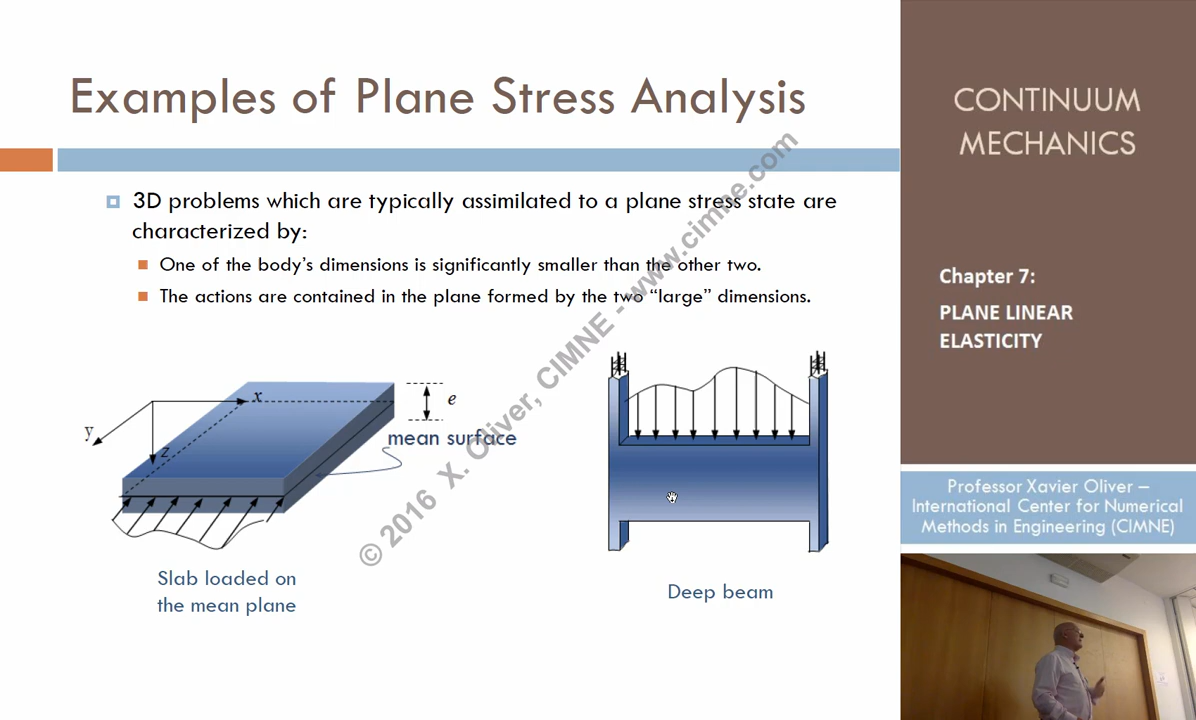 Examples of Plane Stress Analysis
3D problems which are typically assimilated to a plane stress state are
characterized by:
One of the body's dimensions is significantly smaller than the other two.
The actions are contained in the plane formed by the two “large” dimensions.
x
y
z
e
mean surface
Slab loaded on
the mean plane
Deep beam
© 2016 X. Oliver, CIMNE - www.cimne.com
CONTINUUM
MECHANICS
Chapter 7:
PLANE LINEAR
ELASTICITY
Professor Xavier Oliver –
International Center for Numerical
Methods in Engineering (CIMNE)